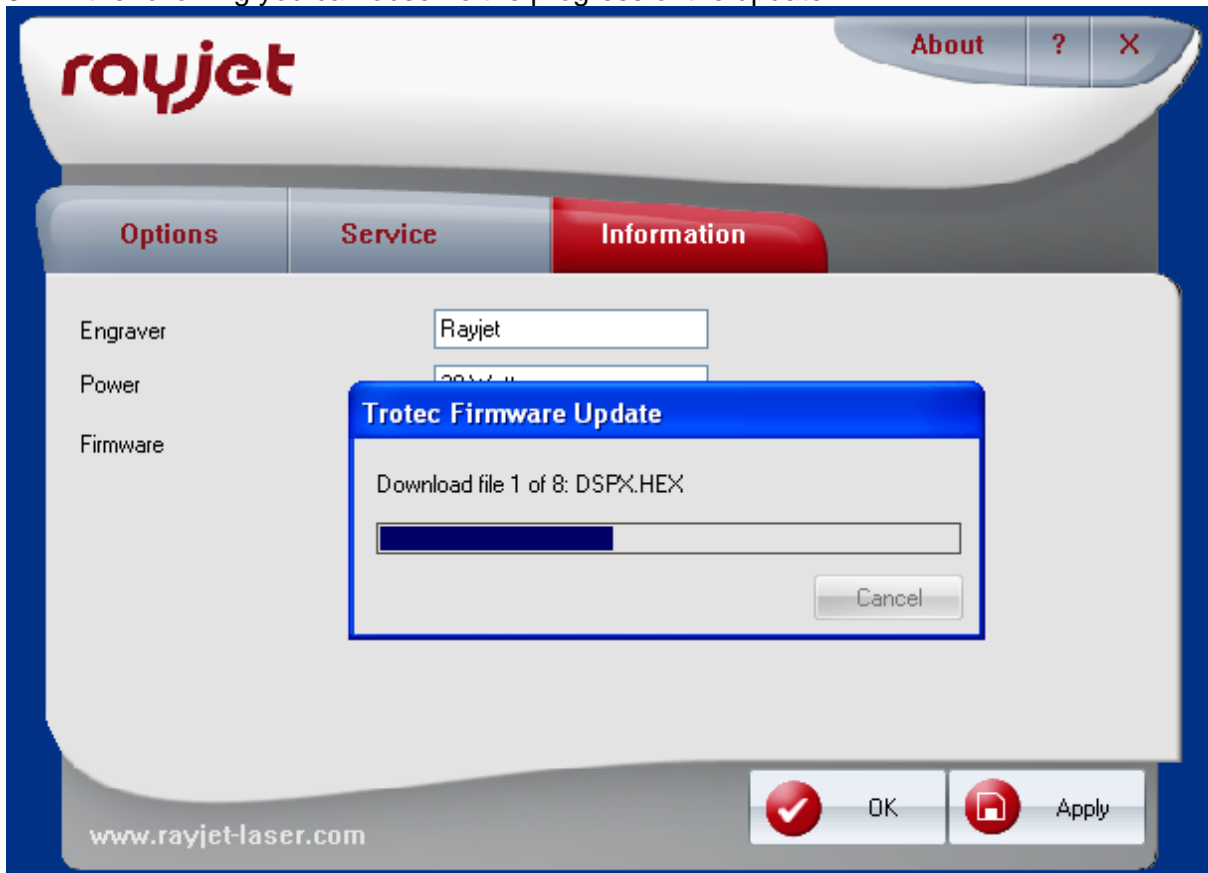 rayjet
About ? X
Options Service Information
Engraver Rayjet
Power
Trotec Firmware Update
Firmware
Download file 1 of 8: DSPX.HEX
Cancel
OK Apply
www.rayjet-laser.com